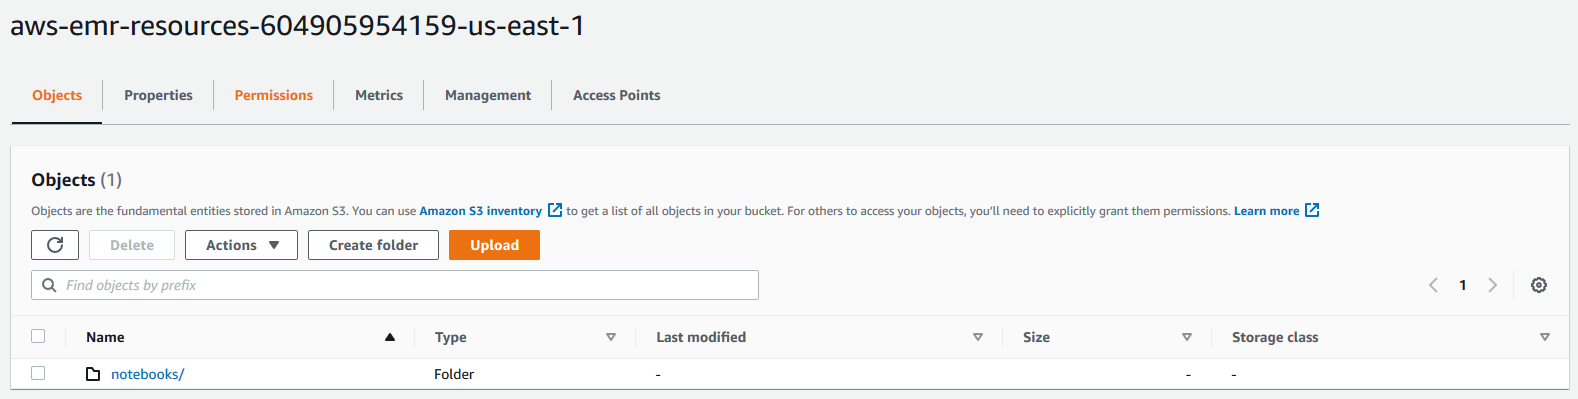 aws-emr-resources-604905954159-us-east-1
Objects Properties Permissions Metrics Management Access Points
Objects (1)
Objects are the fundamental entities stored in Amazon S3. You can use Amazon S3 inventory to get a list of all objects in your bucket. For others to access your objects, you'll need to explicitly grant them permissions. Learn more
Delete Actions Create folder Upload
Find objects by prefix 1
Name Type Last modified Size Storage class
notebooks/ Folder - - -